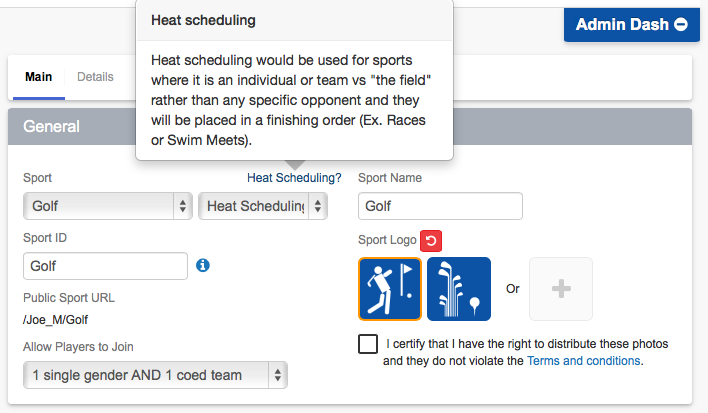 Heat scheduling
Admin Dash
Heat scheduling would be used for sports
where it is an individual or team vs "the field"
rather than any specific opponent and they
will be placed in a finishing order (Ex. Races
or Swim Meets).
Main Details
General
Sport Heat Scheduling? Sport Name
Golf Heat Scheduling Golf
Sport ID Sport Logo
Golf
Or
Public Sport URL
/Joe_M/Golf
I certify that I have the right to distribute these photos
Allow Players to Join
and they do not violate the Terms and conditions.
1 single gender AND 1 coed team